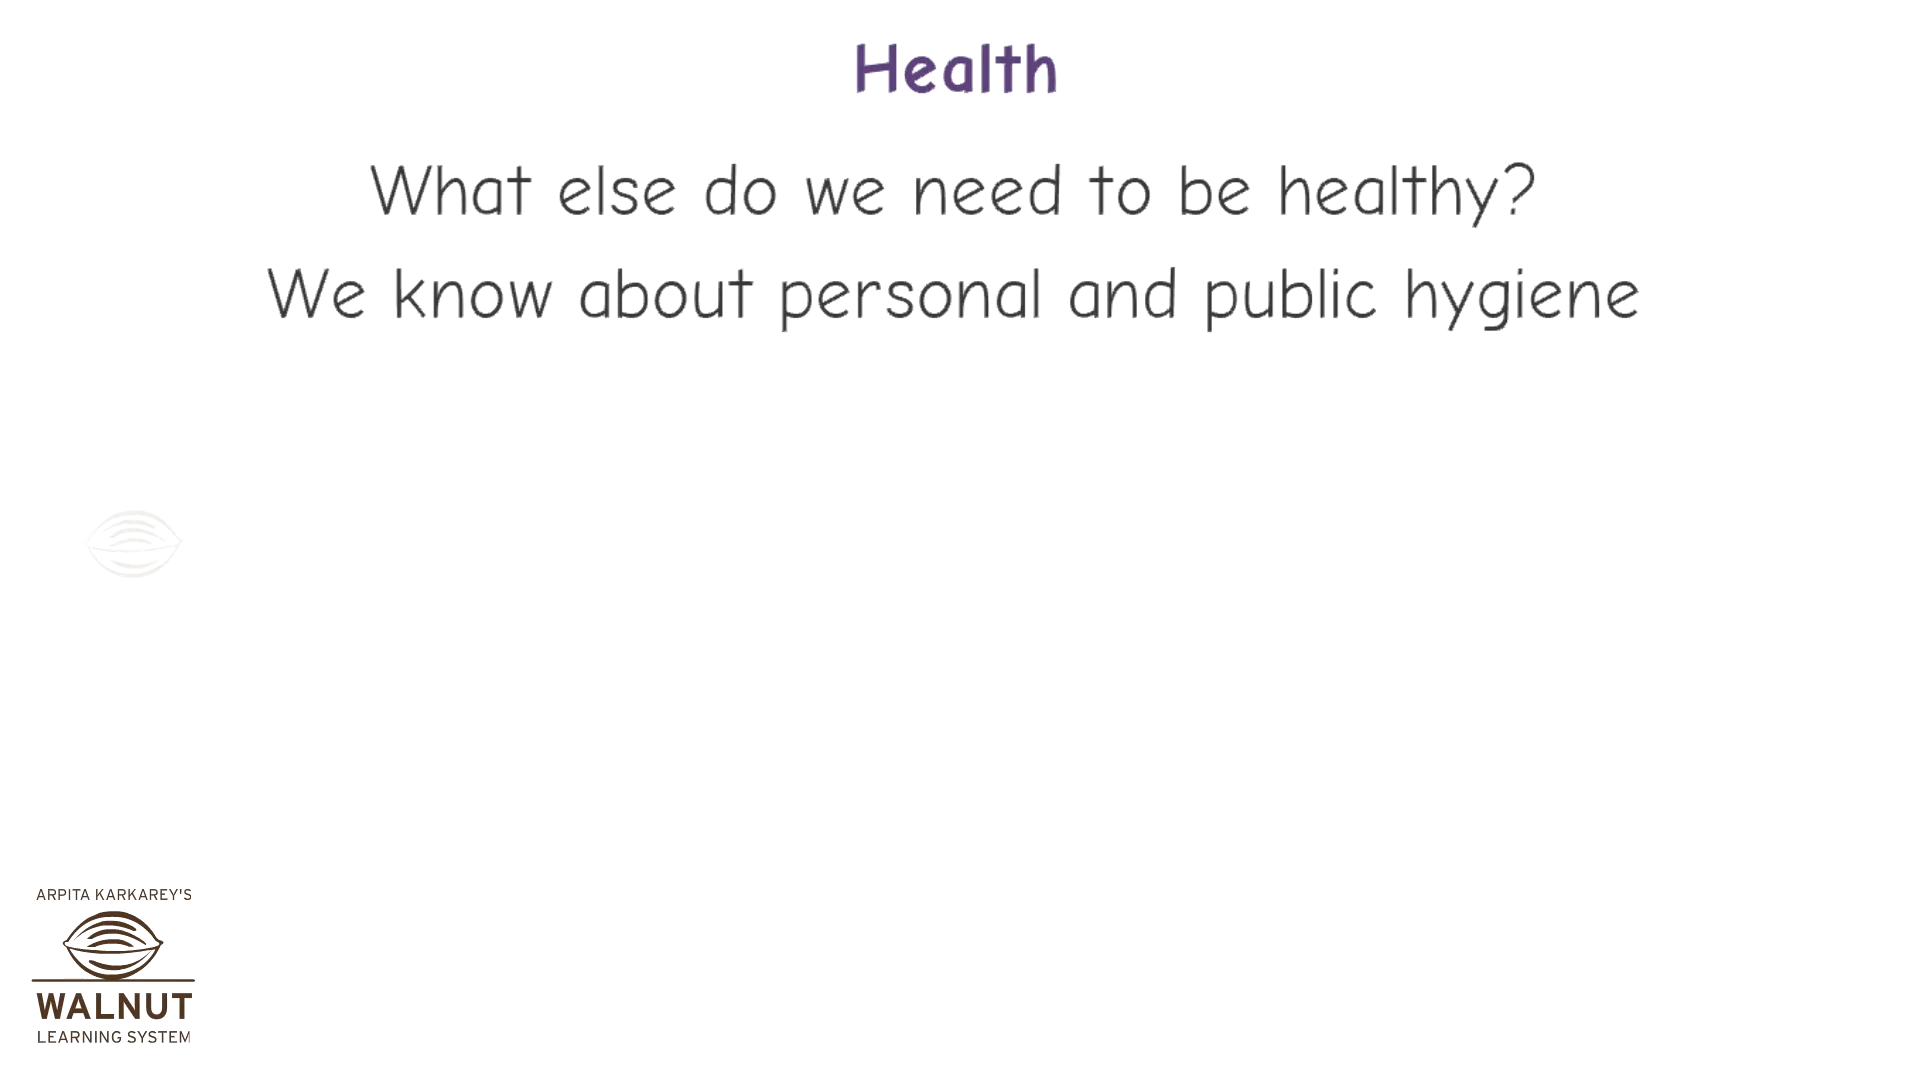 Health
What else do we need to be healthy?
We know about personal and public hygiene
ARPITA KARKAREY'S
WALNUT
LEARNING SYSTEM